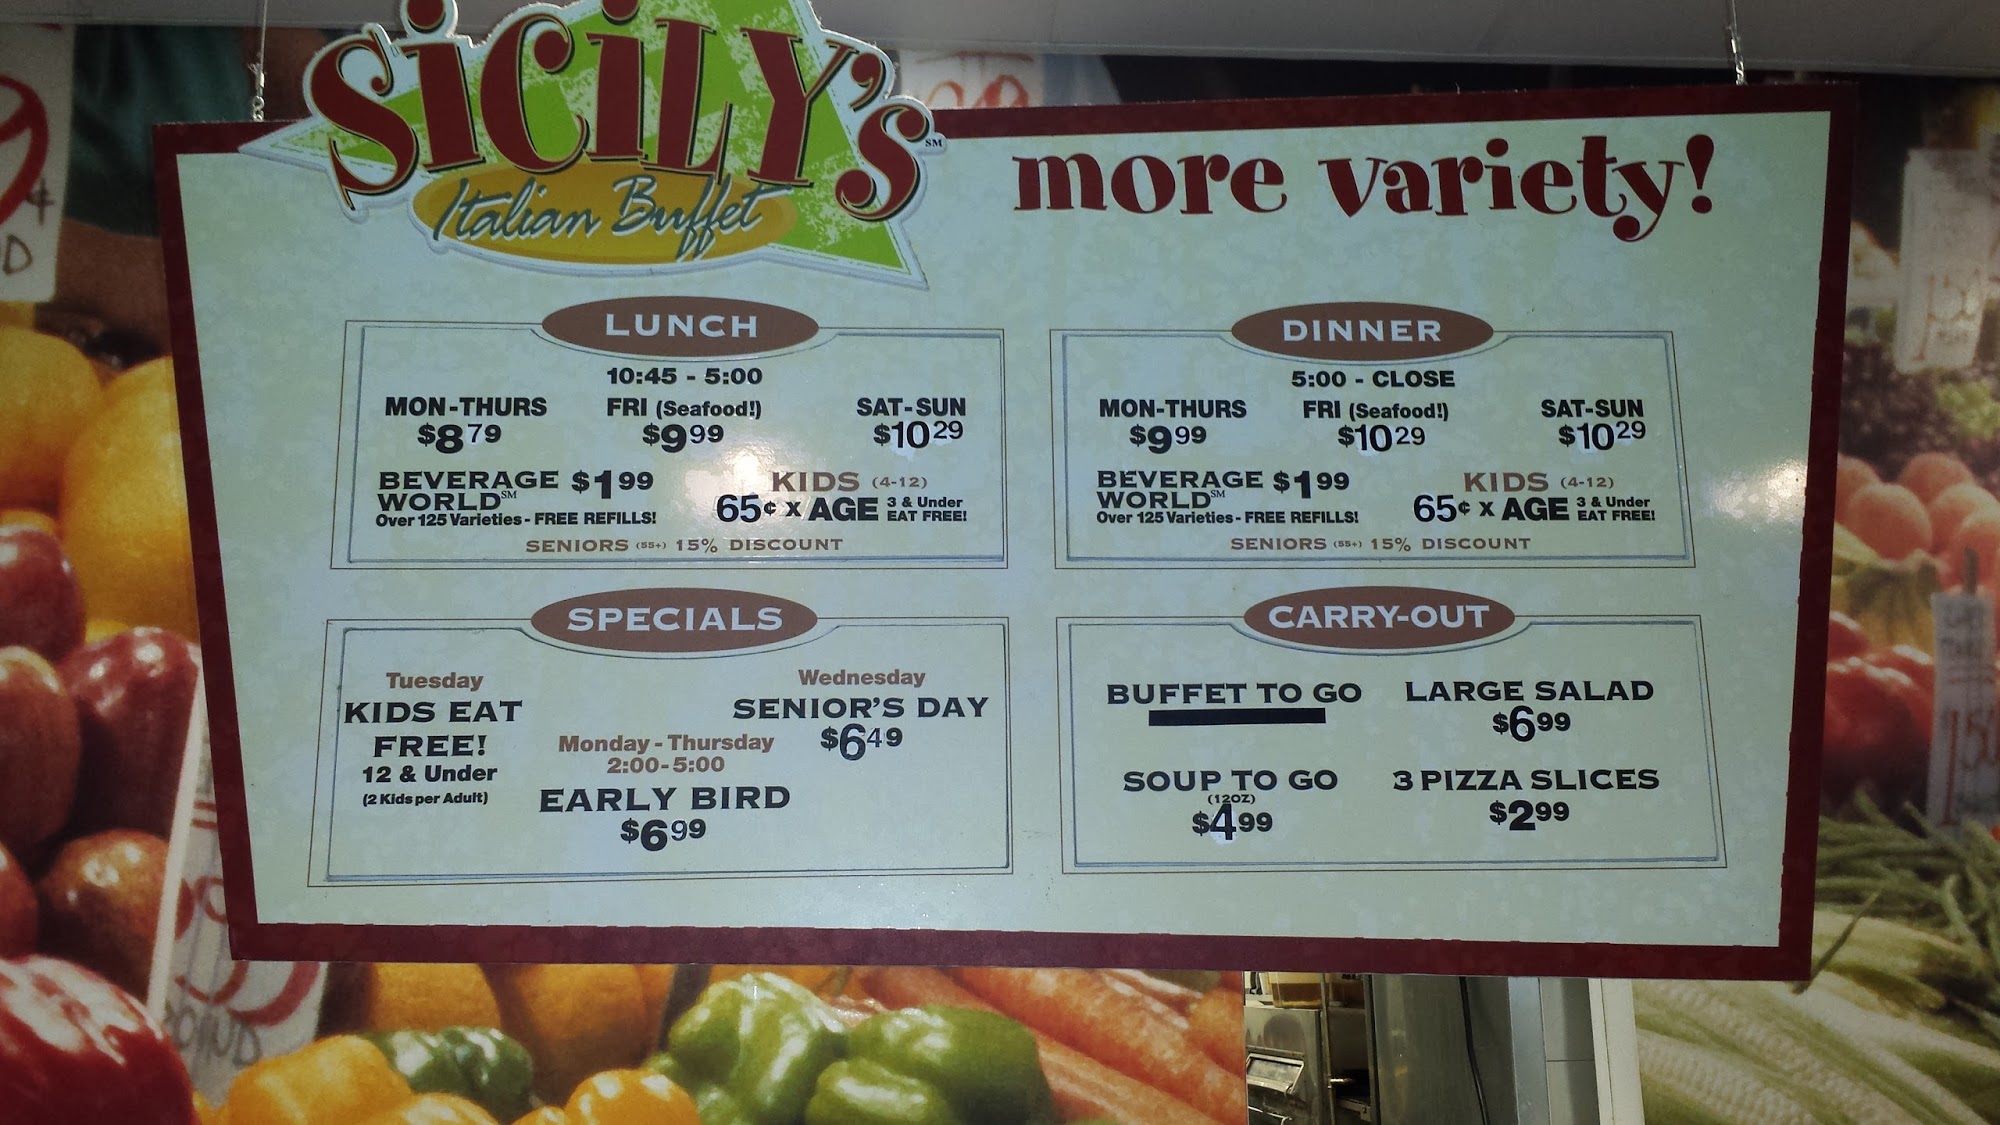 SiCiLY's SM
Italian Buffet
more variety!
LUNCH
10:45 - 5:00
MON-THURS FRI (Seafood!) SAT-SUN
$8.79 $9.99 $10.29
BEVERAGE WORLD SM $1.99
Over 125 Varieties - FREE REFILLS!
KIDS (4-12)
65¢ x AGE 3 & Under EAT FREE!
SENIORS (55+) 15% DISCOUNT
DINNER
5:00 - CLOSE
MON-THURS FRI (Seafood!) SAT-SUN
$9.99 $10.29 $10.29
BEVERAGE WORLD SM $1.99
Over 125 Varieties - FREE REFILLS!
KIDS (4-12)
65¢ x AGE 3 & Under EAT FREE!
SENIORS (55+) 15% DISCOUNT
SPECIALS
Tuesday
KIDS EAT
FREE!
12 & Under
(2 Kids per Adult)
Monday - Thursday
2:00-5:00
EARLY BIRD
$6.99
Wednesday
SENIOR'S DAY
$6.49
CARRY-OUT
BUFFET TO GO
LARGE SALAD
$6.99
SOUP TO GO
(12OZ)
$4.99
3 PIZZA SLICES
$2.99